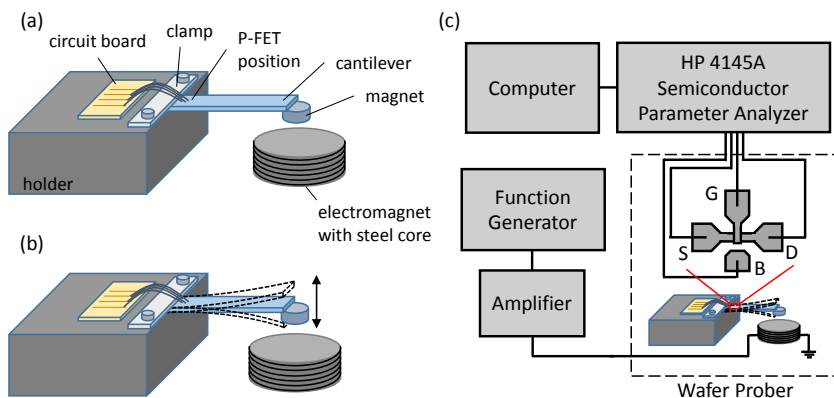 (a)
circuit board
clamp
P-FET
position
cantilever
magnet
holder
electromagnet
with steel core
(b)
(c)
Computer
HP 4145A
Semiconductor
Parameter Analyzer
Function
Generator
Amplifier
G
S
D
B
Wafer Prober